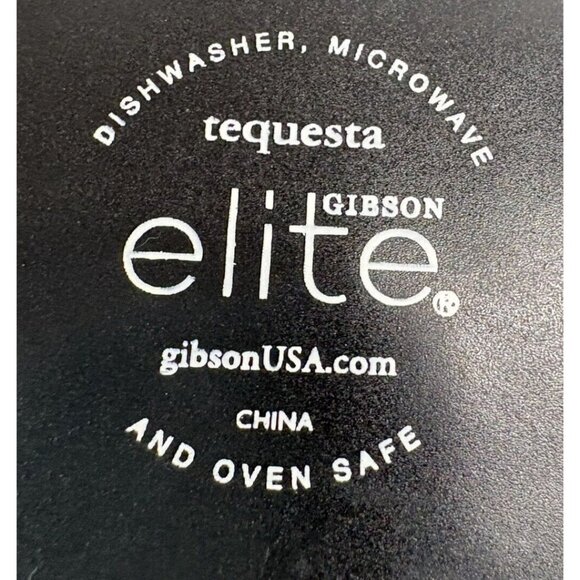 DISHWASHER, MICROWAVE
tequesta
GIBSON
elite®
gibsonUSA.com
CHINA
AND OVEN SAFE